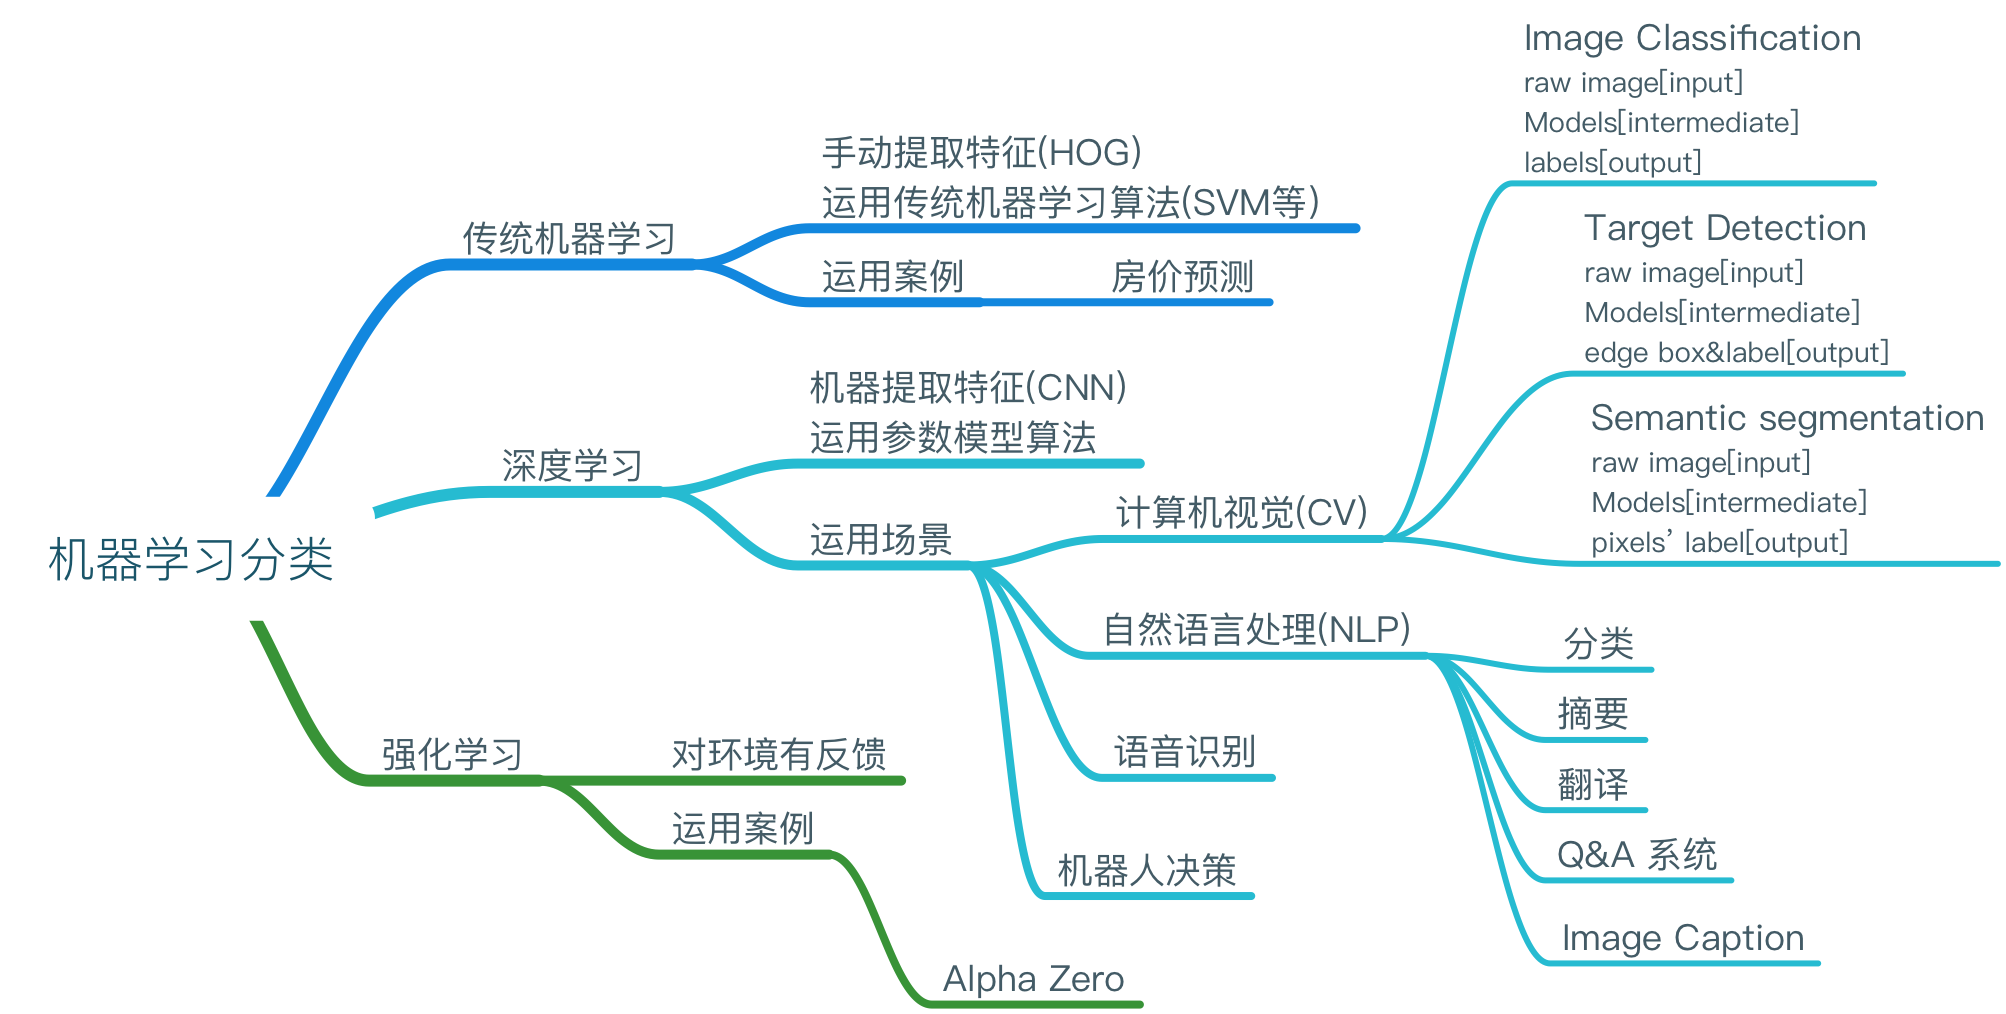 机器学习分类
传统机器学习
手动提取特征(HOG)
运用传统机器学习算法(SVM等)
运用案例
房价预测
深度学习
机器提取特征(CNN)
运用参数模型算法
运用场景
计算机视觉(CV)
Image Classification
raw image[input]
Models[intermediate]
labels[output]
Target Detection
raw image[input]
Models[intermediate]
edge box&label[output]
Semantic segmentation
raw image[input]
Models[intermediate]
pixels’ label[output]
自然语言处理(NLP)
分类
摘要
翻译
Q&A 系统
Image Caption
语音识别
机器人决策
强化学习
对环境有反馈
运用案例
Alpha Zero